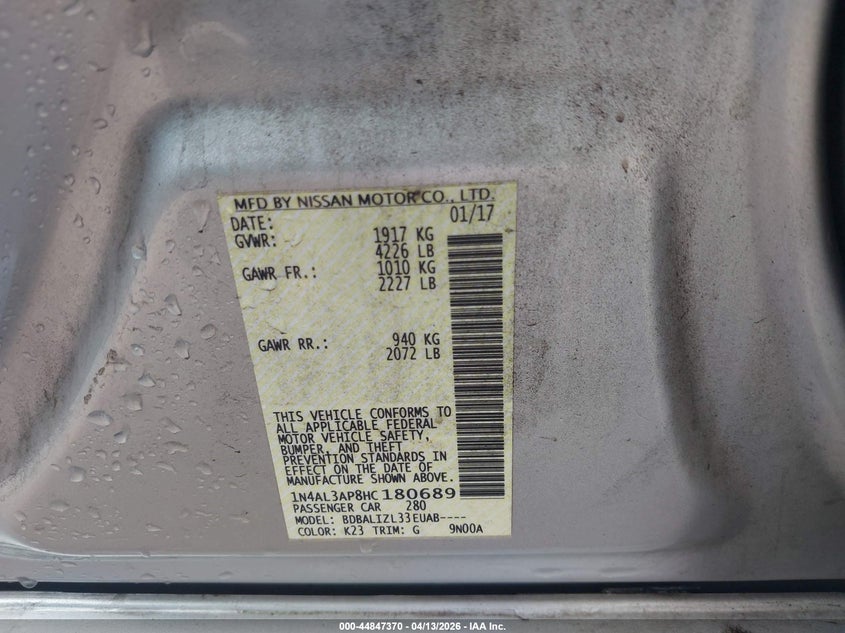 MFD BY NISSAN MOTOR CO., LTD.
DATE: 01/17
GVWR: 1917 KG
4226 LB
GAWR FR.: 1010 KG
2227 LB
GAWR RR.: 940 KG
2072 LB
THIS VEHICLE CONFORMS TO
ALL APPLICABLE FEDERAL
MOTOR VEHICLE SAFETY,
BUMPER, AND THEFT
PREVENTION STANDARDS IN
EFFECT ON THE DATE OF
MANUFACTURE SHOWN ABOVE.
1N4AL3AP8HC180689
PASSENGER CAR 280
MODEL: BDBALIZL33EUAB----
COLOR: K23 TRIM: G 9N00A
000-44847370 - 04/13/2026 - IAA Inc.